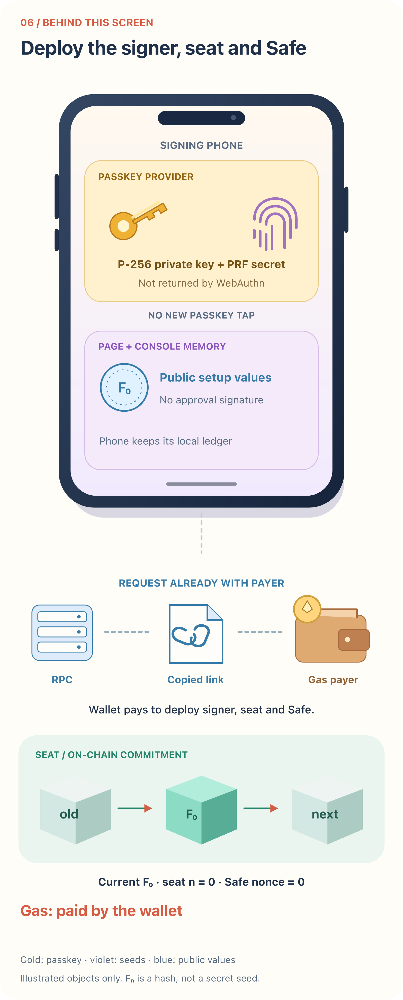 06 / BEHIND THIS SCREEN
Deploy the signer, seat and Safe
SIGNING PHONE
PASSKEY PROVIDER
P-256 private key + PRF secret
Not returned by WebAuthn
NO NEW PASSKEY TAP
PAGE + CONSOLE MEMORY
F₀
Public setup values
No approval signature
Phone keeps its local ledger
REQUEST ALREADY WITH PAYER
RPC
Copied link
Gas payer
Wallet pays to deploy signer, seat and Safe.
SEAT / ON-CHAIN COMMITMENT
old
F₀
next
Current F₀ · seat n = 0 · Safe nonce = 0
Gas: paid by the wallet
Gold: passkey · violet: seeds · blue: public values
Illustrated objects only. Fₙ is a hash, not a secret seed.